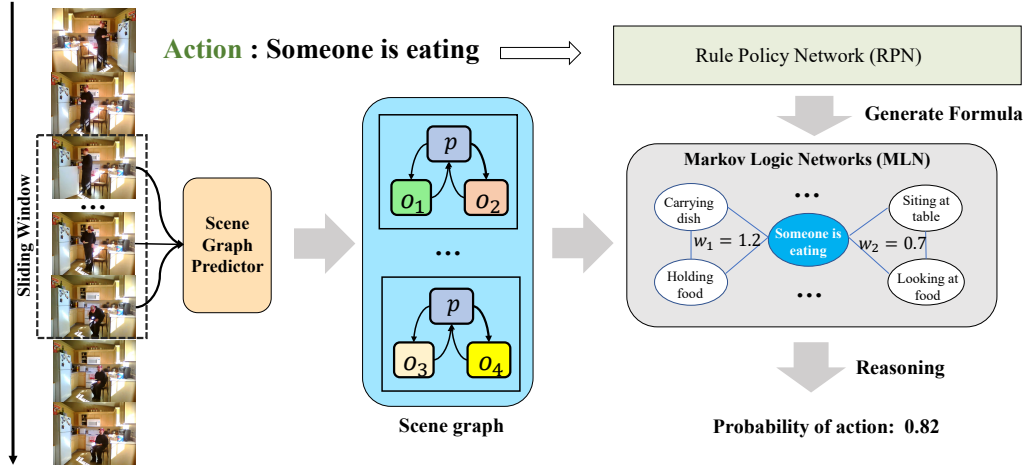 Action : Someone is eating
Rule Policy Network (RPN)
Generate Formula
Sliding Window
...
Scene
Graph
Predictor
p
o₁
o₂
...
p
o₃
o₄
Scene graph
Markov Logic Networks (MLN)
...
Carrying
dish
Siting at
table
Someone is
eating
w₁ = 1.2
w₂ = 0.7
Holding
food
Looking at
food
...
Reasoning
Probability of action: 0.82